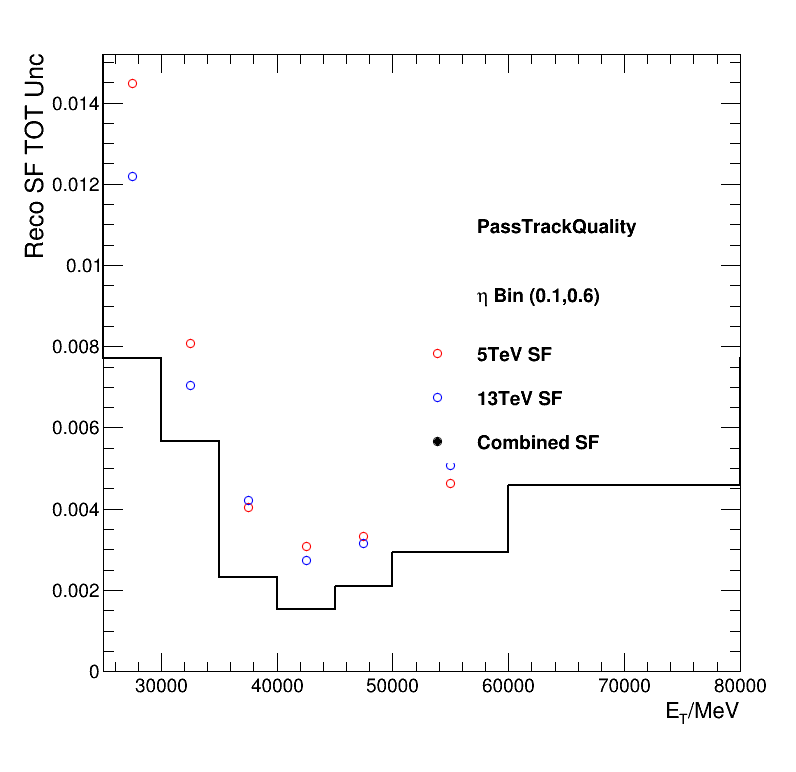 Reco SF TOT Unc
0.014
0.012
0.01
0.008
0.006
0.004
0.002
0
PassTrackQuality
η Bin (0.1,0.6)
5TeV SF
13TeV SF
Combined SF
30000 40000 50000 60000 70000 80000
E_T/MeV